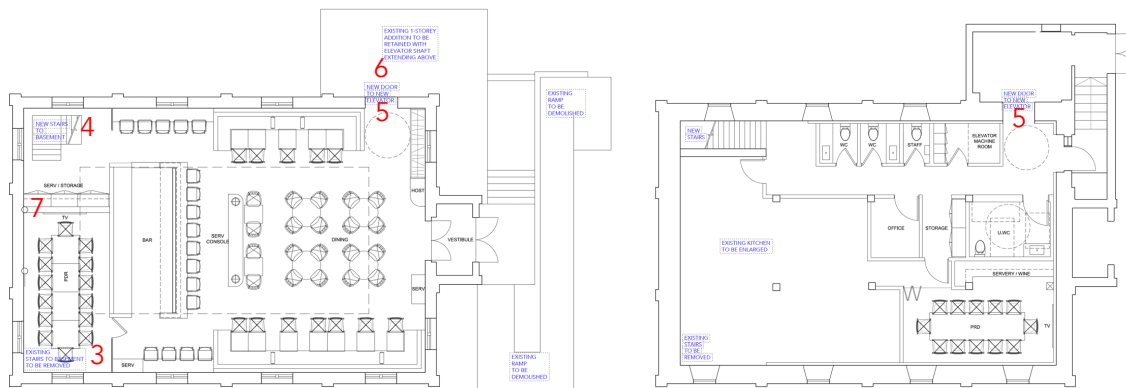 EXISTING 1-STOREY
ADDITION TO BE
RETAINED WITH
ELEVATOR SHAFT
EXTENDING ABOVE
6
NEW DOOR
TO NEW
ELEVATOR
5
EXISTING
RAMP
TO BE
DEMOLISHED
NEW STAIRS
TO
BASEMENT
4
SERV / STORAGE
7
TV
PDR
BAR
SERV
CONSOLE
DINING
HOST
VESTIBULE
SERV
3
EXISTING
STAIRS TO BASEMENT
TO BE REMOVED
SERV
EXISTING
RAMP
TO BE
DEMOLISHED
NEW DOOR
TO NEW
ELEVATOR
5
NEW
STAIRS
WC
WC
STAFF
ELEVATOR
MACHINE
ROOM
OFFICE
STORAGE
U.WC
EXISTING KITCHEN
TO BE ENLARGED
SERVERY / WINE
PRD
TV
EXISTING
STAIRS
TO BE
REMOVED